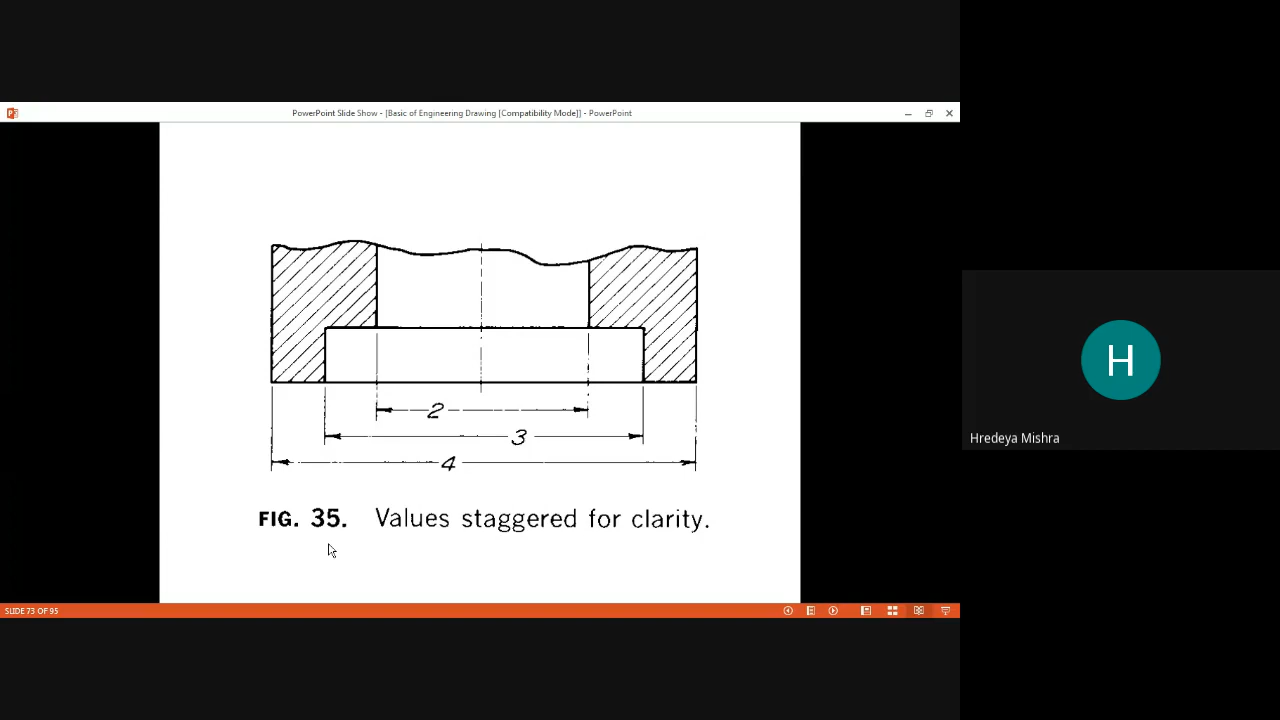 PowerPoint Slide Show - [Basic of Engineering Drawing [Compatibility Mode]] - PowerPoint
2
3
4
FIG. 35. Values staggered for clarity.
H
Hredeya Mishra
SLIDE 73 OF 95